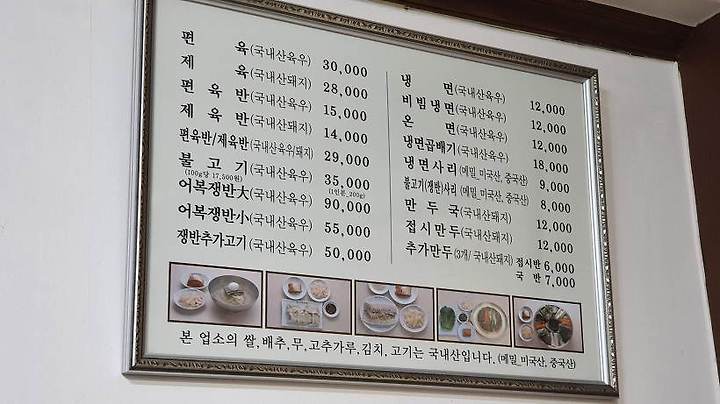 편 육(국내산육우) 30,000
제 육(국내산돼지) 28,000
편 육 반(국내산육우) 15,000
제 육 반(국내산돼지) 14,000
편육반/제육반(국내산육우/돼지) 29,000
불 고 기(국내산육우) 35,000
(100g당 17,500원) (1인분_200g)
어복쟁반大(국내산육우) 90,000
어복쟁반小(국내산육우) 55,000
쟁반추가고기(국내산육우) 50,000
냉 면(국내산육우) 12,000
비빔냉면(국내산육우) 12,000
온 면(국내산육우) 12,000
냉면곱배기(국내산육우) 18,000
냉면사리(메밀_미국산, 중국산) 9,000
불고기(쟁반)사리(메밀_미국산, 중국산) 8,000
만 두 국(국내산돼지) 12,000
접시만두(국내산돼지) 12,000
추가만두(3개/국내산돼지) 접시반 6,000
국 반 7,000
본 업소의 쌀,배추,무,고추가루,김치,고기는 국내산입니다.(메밀_미국산, 중국산)